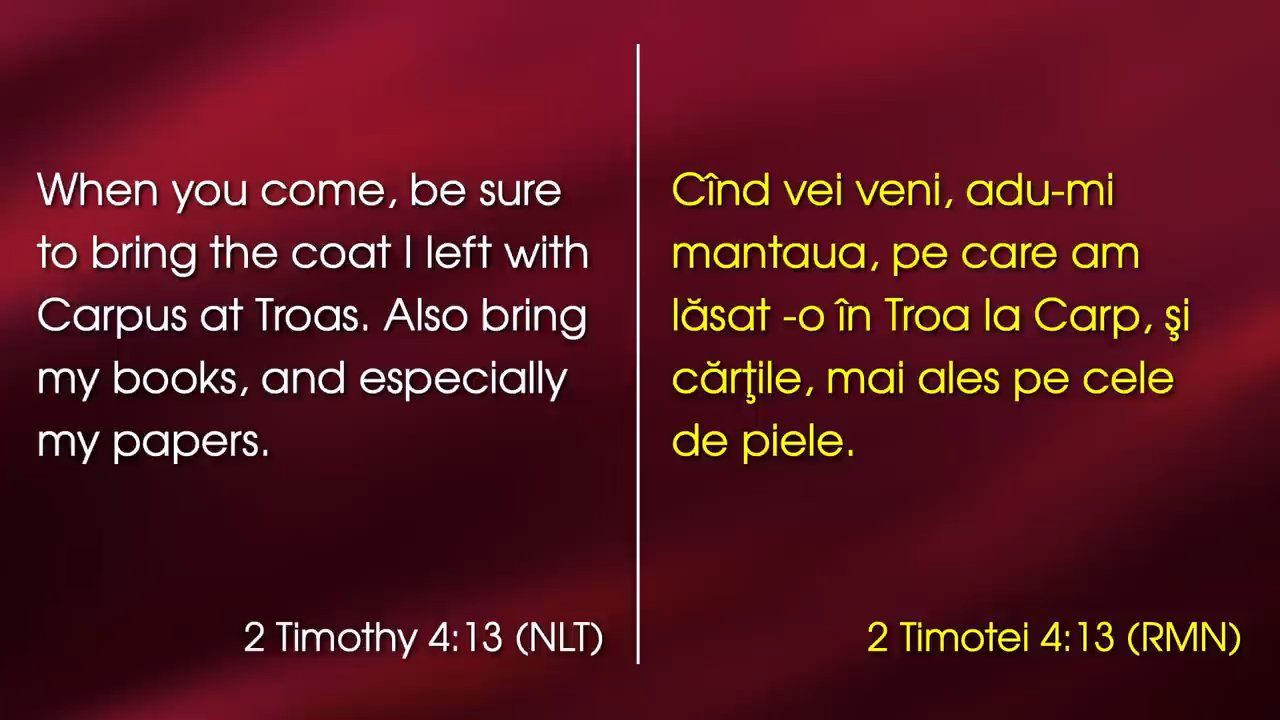 When you come, be sure
to bring the coat I left with
Carpus at Troas. Also bring
my books, and especially
my papers.
2 Timothy 4:13 (NLT)
Cînd vei veni, adu-mi
mantaua, pe care am
lăsat -o în Troa la Carp, şi
cărţile, mai ales pe cele
de piele.
2 Timotei 4:13 (RMN)